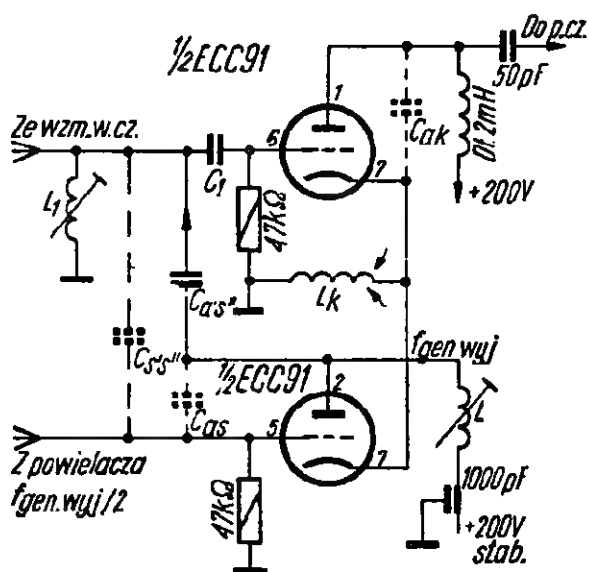 Do p.cz.
½ECC91
50pF
1
Ze wzm.w.cz.
6
7
Cak
Dł. 2mH
C1
L1
47kΩ
+200V
Cas"
Lk
Cs's"
½ECC91
fgen wyj
2
Cas
L
5
7
Z powielacza
fgen.wyj/2
47kΩ
1000pF
+200V
stab.